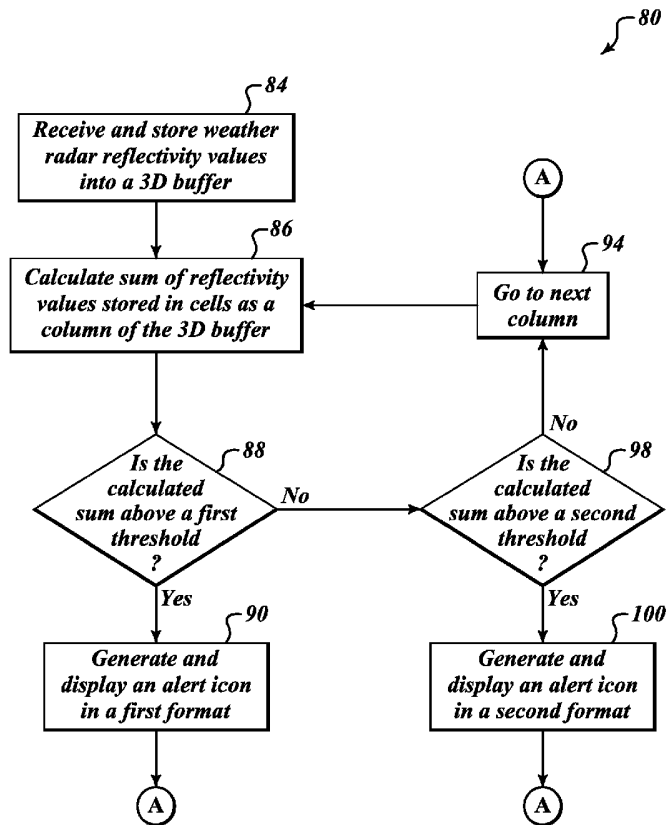 80
84
Receive and store weather
radar reflectivity values
into a 3D buffer
A
86
Calculate sum of reflectivity
values stored in cells as a
column of the 3D buffer
94
Go to next
column
88
Is the
calculated
sum above a first
threshold
?
No
Yes
No
98
Is the
calculated
sum above a second
threshold
?
Yes
90
Generate and
display an alert icon
in a first format
100
Generate and
display an alert icon
in a second format
A
A